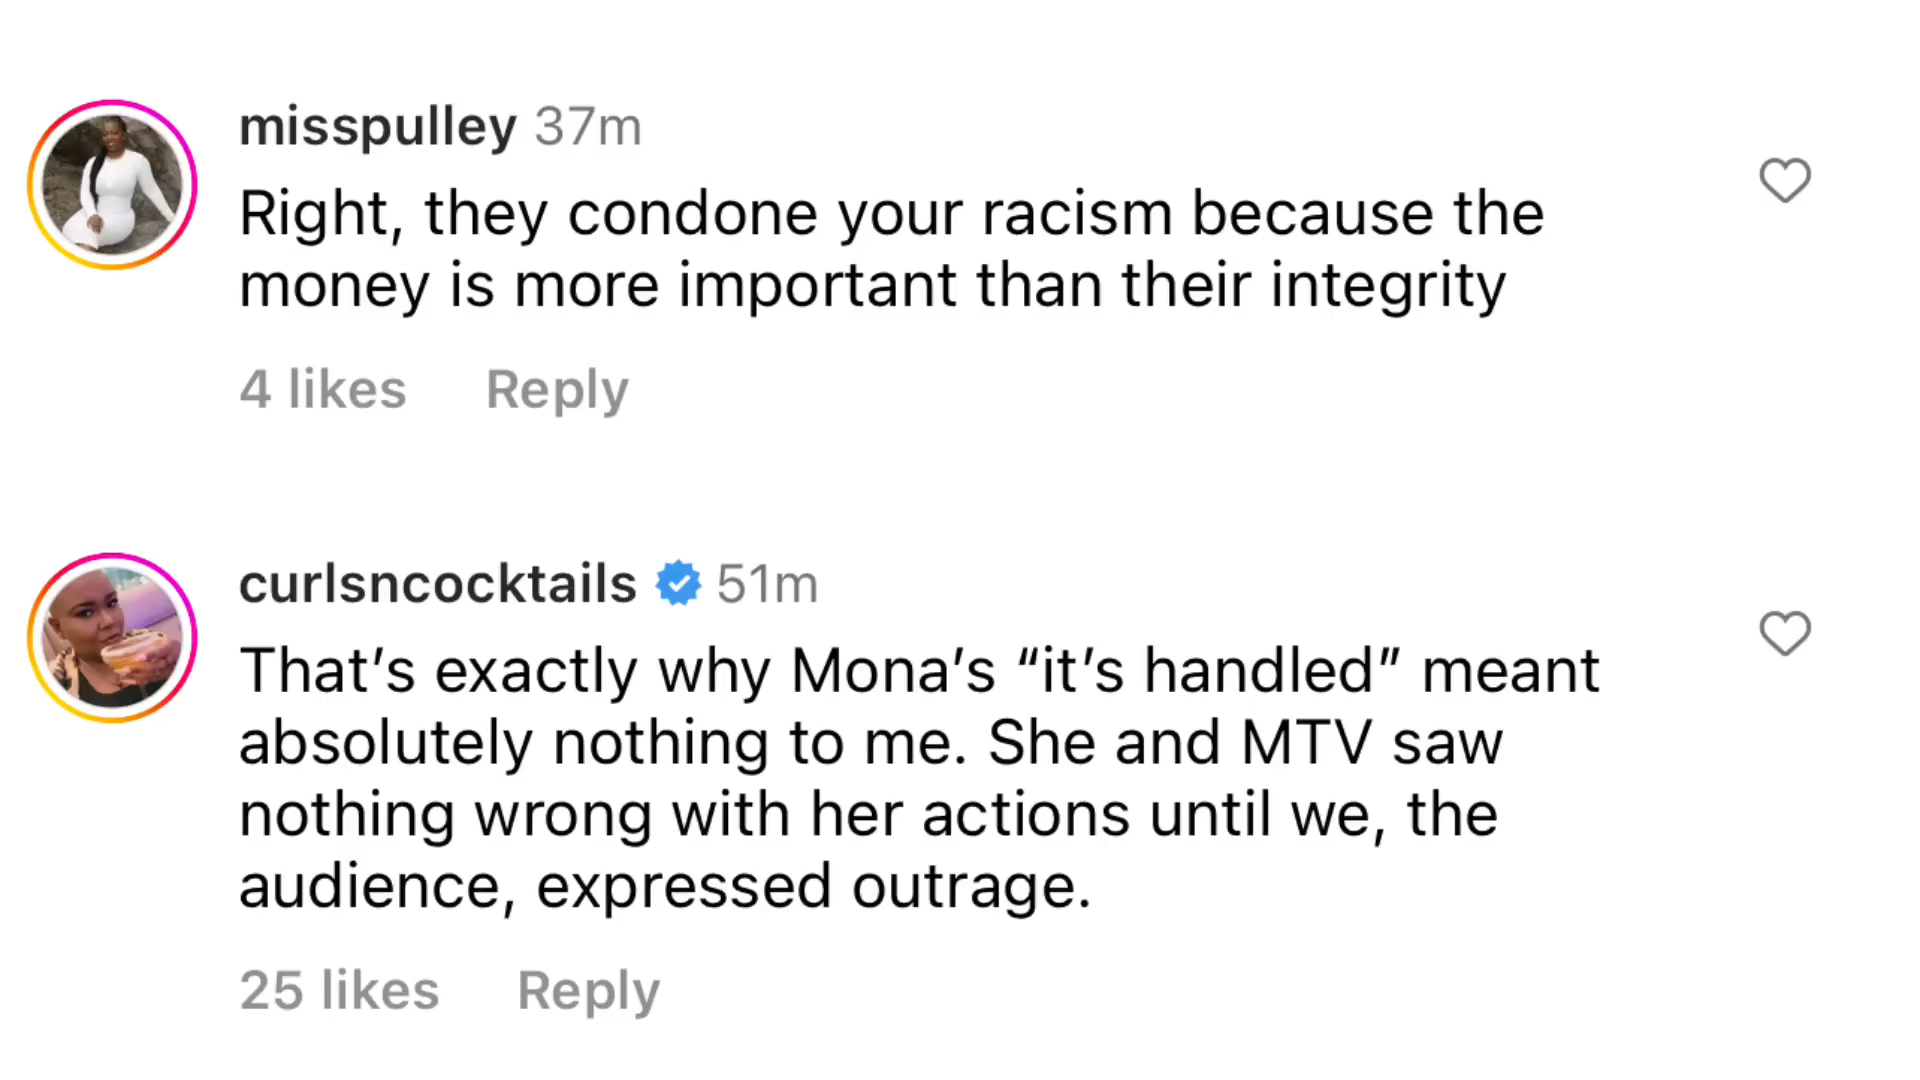 misspulley 37m
Right, they condone your racism because the
money is more important than their integrity
4 likes Reply
curlsncocktails 51m
That’s exactly why Mona’s “it’s handled” meant
absolutely nothing to me. She and MTV saw
nothing wrong with her actions until we, the
audience, expressed outrage.
25 likes Reply